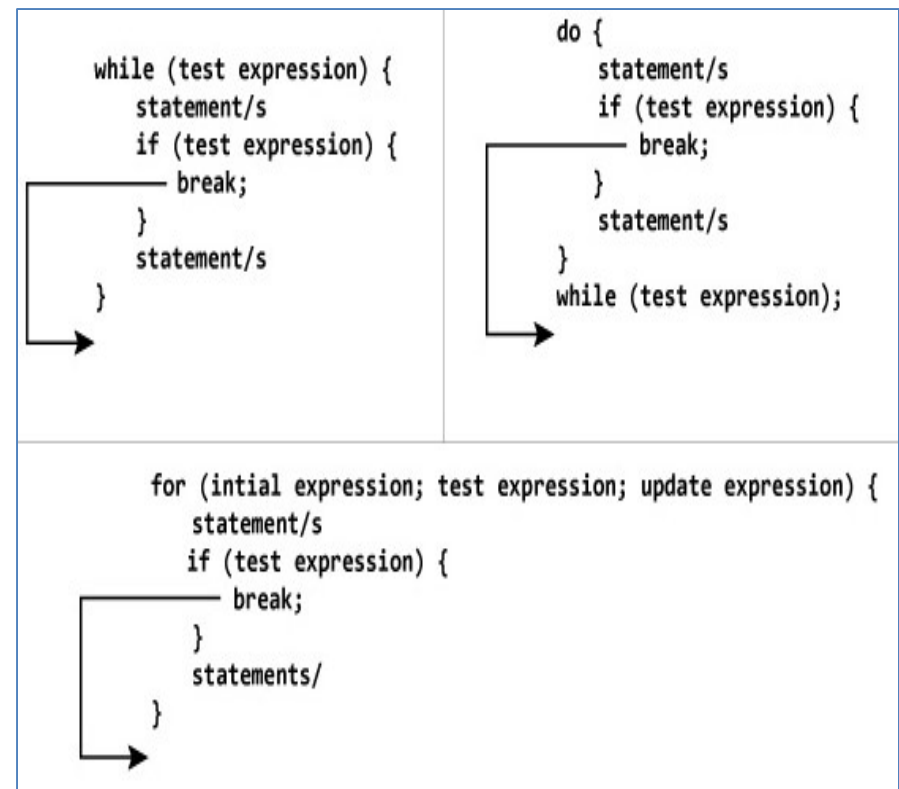 while (test expression) {
statement/s
if (test expression) {
break;
}
statement/s
}
do {
statement/s
if (test expression) {
break;
}
statement/s
}
while (test expression);
for (intial expression; test expression; update expression) {
statement/s
if (test expression) {
break;
}
statements/
}